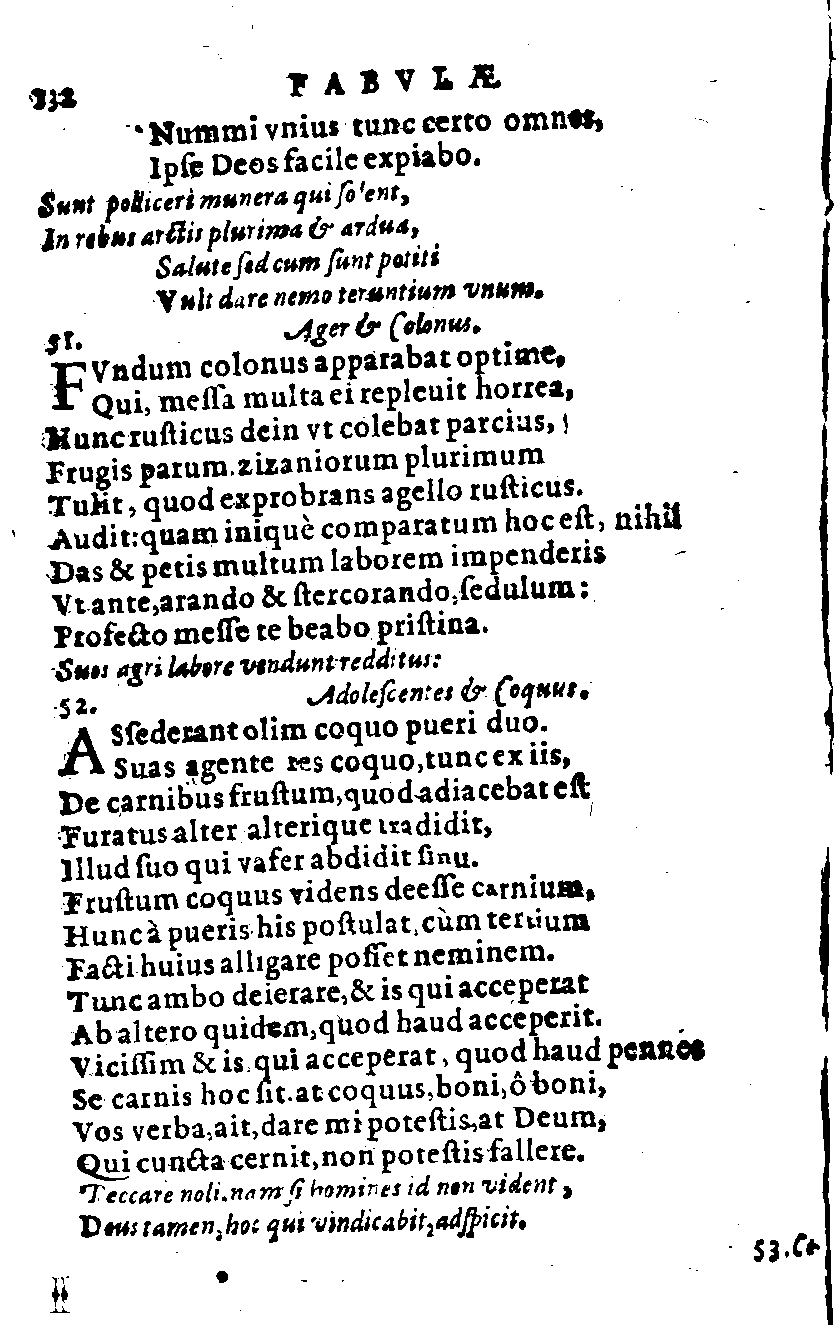 232 FABVLÆ
Nummi vnius tunc certo omnes,
Ipſe Deos facile expiabo.
Sunt polliceri munera qui ſolent,
In rebus arctis plurima & ardua,
Salute ſed cum ſunt potiti
Vult dare nemo teruntium vnum.
51. Ager & Colonus.
FVndum colonus apparabat optime,
Qui, meſſa multa ei repleuit horrea,
Hunc ruſticus dein vt colebat parcius,
Frugis parum. zizaniorum plurimum
Tulit, quod exprobrans agello ruſticus.
Audit: quam iniquè comparatum hoc eſt, nihil
Das & petis multum laborem impenderis
Vt ante, arando & ſtercorando, ſedulum:
Profecto meſſe te beabo priſtina.
Suos agri labore vendunt redditus:
52. Adoleſcentes & Coquus.
ASſederant olim coquo pueri duo.
Suas agente res coquo, tunc ex iis,
De carnibus fruſtum, quod adiacebat eſt
Furatus alter alterique tradidit,
Illud ſuo qui vafer abdidit ſinu.
Fruſtum coquus videns deeſſe carnium,
Hunc à pueris his poſtulat, cùm tertium
Facti huius alligare poſſet neminem.
Tunc ambo deierare, & is qui acceperat
Ab altero quidem, quod haud acceperit.
Viciſſim & is qui acceperat, quod haud pennes
Se carnis hoc ſit. at coquus, boni, ô boni,
Vos verba, ait, dare mi poteſtis, at Deum,
Qui cuncta cernit, non poteſtis fallere.
Peccare noli. nam ſi homines id non vident,
Deus tamen, hoc qui vindicabit, adſpicit.
53. Ce